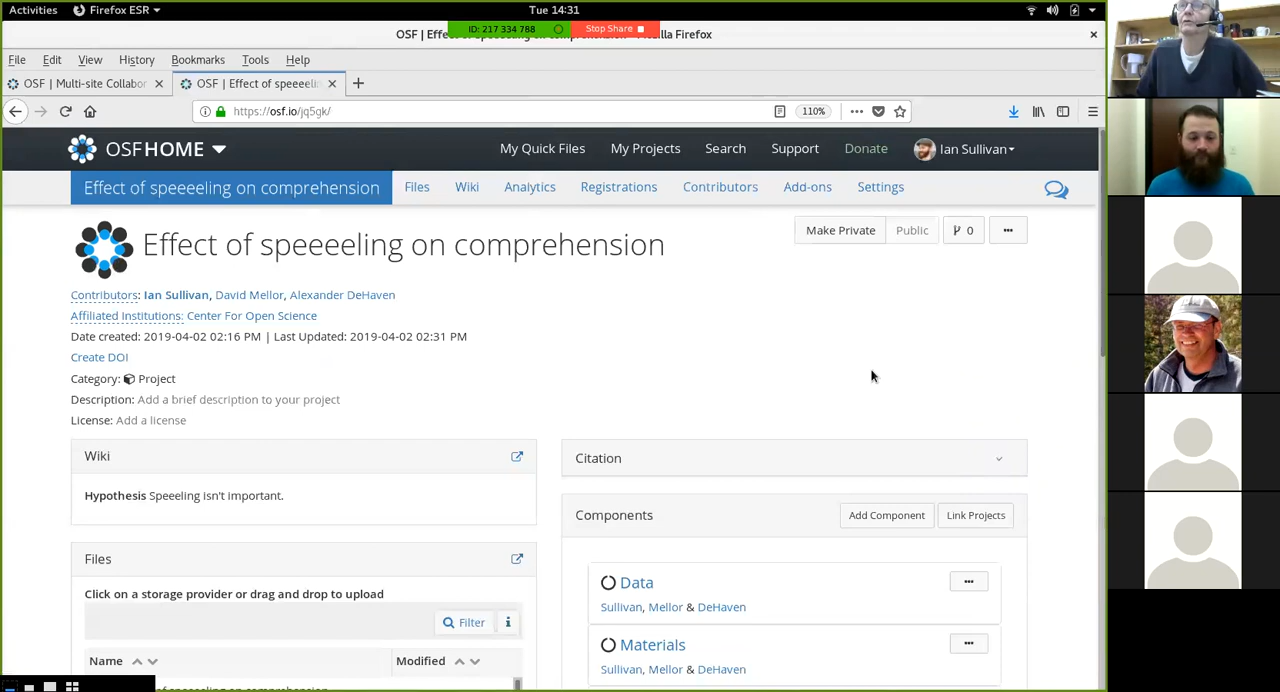 Activities Firefox ESR Tue 14:31
ID: 217 334 788 Stop Share
File Edit View History Bookmarks Tools Help
OSF | Multi-site Collabor OSF | Effect of speeeli
https://osf.io/jq5gk/ 110%
OSFHOME My Quick Files My Projects Search Support Donate Ian Sullivan
Effect of speeeeling on comprehension Files Wiki Analytics Registrations Contributors Add-ons Settings
Effect of speeeeling on comprehension Make Private Public 0
Contributors: Ian Sullivan, David Mellor, Alexander DeHaven
Affiliated Institutions: Center For Open Science
Date created: 2019-04-02 02:16 PM | Last Updated: 2019-04-02 02:31 PM
Create DOI
Category: Project
Description: Add a brief description to your project
License: Add a license
Wiki
Hypothesis Speeeling isn't important.
Files
Click on a storage provider or drag and drop to upload
Filter
Name Modified
Citation
Components Add Component Link Projects
Data
Sullivan, Mellor & DeHaven
Materials
Sullivan, Mellor & DeHaven